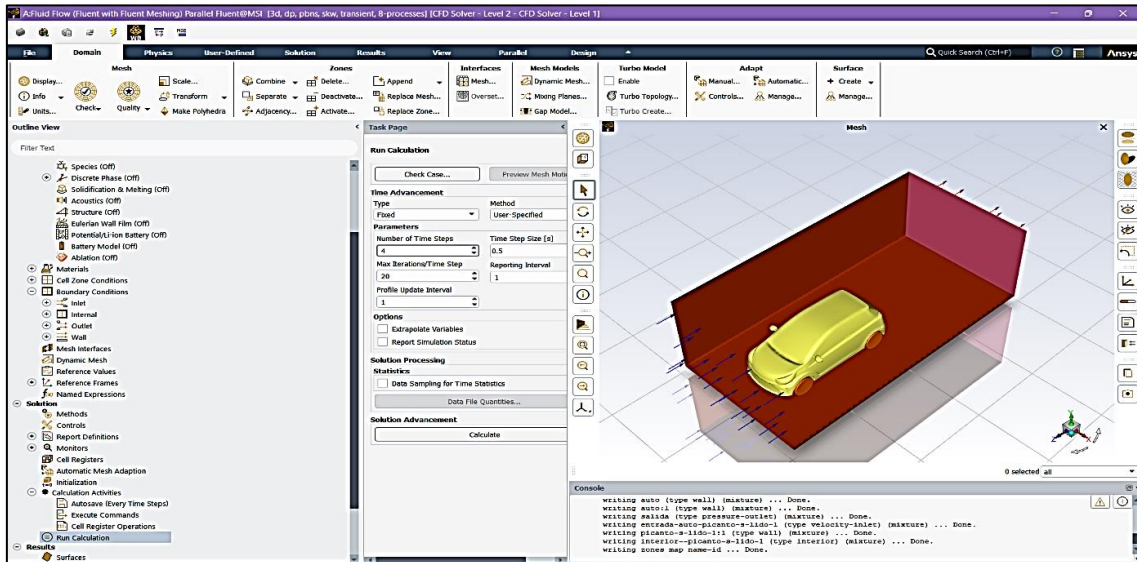 A:Fluid Flow (Fluent with Fluent Meshing) Parallel Fluent@MSI [3d, dp, pbns, skw, transient, 8-processes] [CFD Solver - Level 2 - CFD Solver - Level 1]
File Domain Physics User-Defined Solution Results View Parallel Design Quick Search (Ctrl+F) Ansys
Mesh Zones Interfaces Mesh Models Turbo Model Adapt Surface
Display... Scale... Combine Delete... Append Mesh... Dynamic Mesh... Enable Manual... Automatic... + Create
Info Transform Separate Deactivate... Replace Mesh... Overset... Mixing Planes... Turbo Topology... Controls... Manage... Manage...
Units... Check Quality Make Polyhedra Adjacency... Activate... Replace Zone... Gap Model... Turbo Create...
Outline View
Filter Text
Species (Off)
Discrete Phase (Off)
Solidification & Melting (Off)
Acoustics (Off)
Structure (Off)
Eulerian Wall Film (Off)
Potential/Li-ion Battery (Off)
Battery Model (Off)
Ablation (Off)
Materials
Cell Zone Conditions
Boundary Conditions
Inlet
Internal
Outlet
Wall
Mesh Interfaces
Dynamic Mesh
Reference Values
Reference Frames
Named Expressions
Solution
Methods
Controls
Report Definitions
Monitors
Cell Registers
Automatic Mesh Adaption
Initialization
Calculation Activities
Autosave (Every Time Steps)
Execute Commands
Cell Register Operations
Run Calculation
Results
Surfaces
Task Page
Run Calculation
Check Case... Preview Mesh
Time Advancement
Type Method
Fixed User-Specified
Parameters
Number of Time Steps Time Step Size [s]
4 0.5
Max Iterations/Time Step Reporting Interval
20 1
Profile Update Interval
1
Options
Extrapolate Variables
Report Simulation Status
Solution Processing
Statistics
Data Sampling for Time Statistics
Data File Quantities...
Solution Advancement
Calculate
Mesh
0 selected all
Console
writing auto (type wall) (mixture) ... Done.
writing auto:1 (type wall) (mixture) ... Done.
writing salida (type pressure-outlet) (mixture) ... Done.
writing entrada-auto-picanto-s-lido-1 (type velocity-inlet) (mixture) ... Done.
writing picanto-s-lido-1:1 (type wall) (mixture) ... Done.
writing interior--picanto-s-lido-1 (type interior) (mixture) ... Done.
writing zones map name-id ... Done.